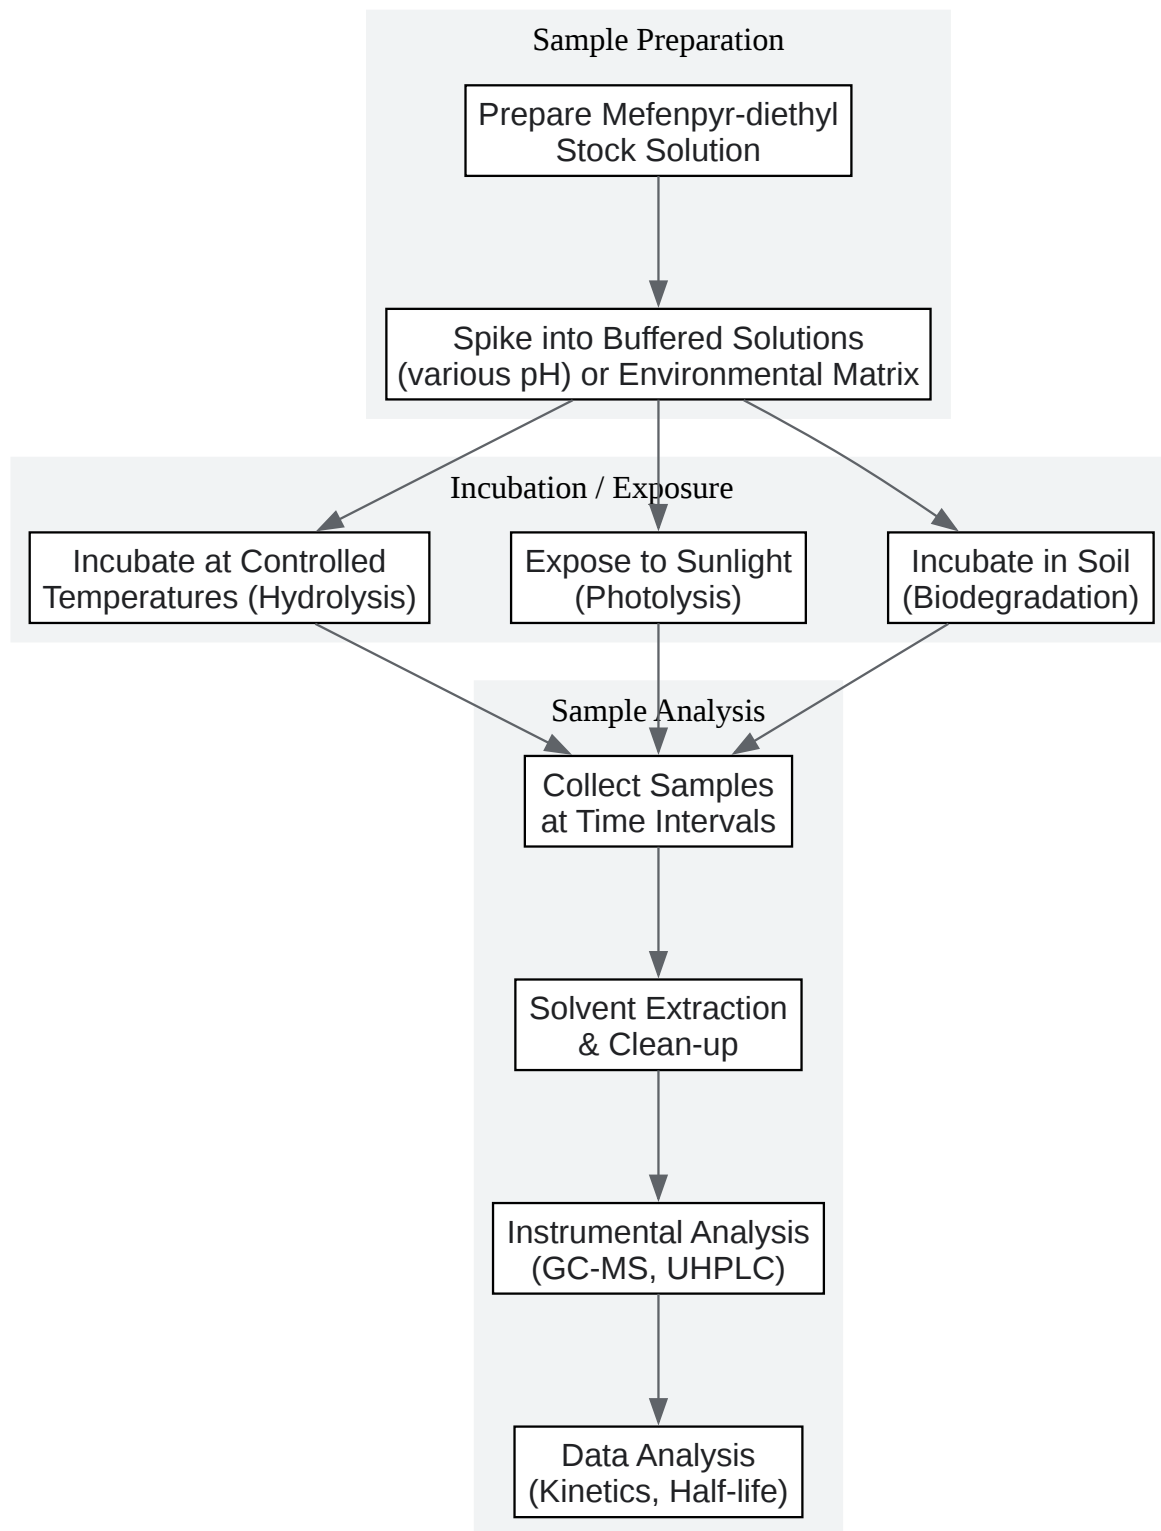 Sample Preparation
Prepare Mefenpyr-diethyl
Stock Solution
Spike into Buffered Solutions
(various pH) or Environmental Matrix
Incubation / Exposure
Incubate at Controlled
Temperatures (Hydrolysis)
Expose to Sunlight
(Photolysis)
Incubate in Soil
(Biodegradation)
Sample Analysis
Collect Samples
at Time Intervals
Solvent Extraction
& Clean-up
Instrumental Analysis
(GC-MS, UHPLC)
Data Analysis
(Kinetics, Half-life)